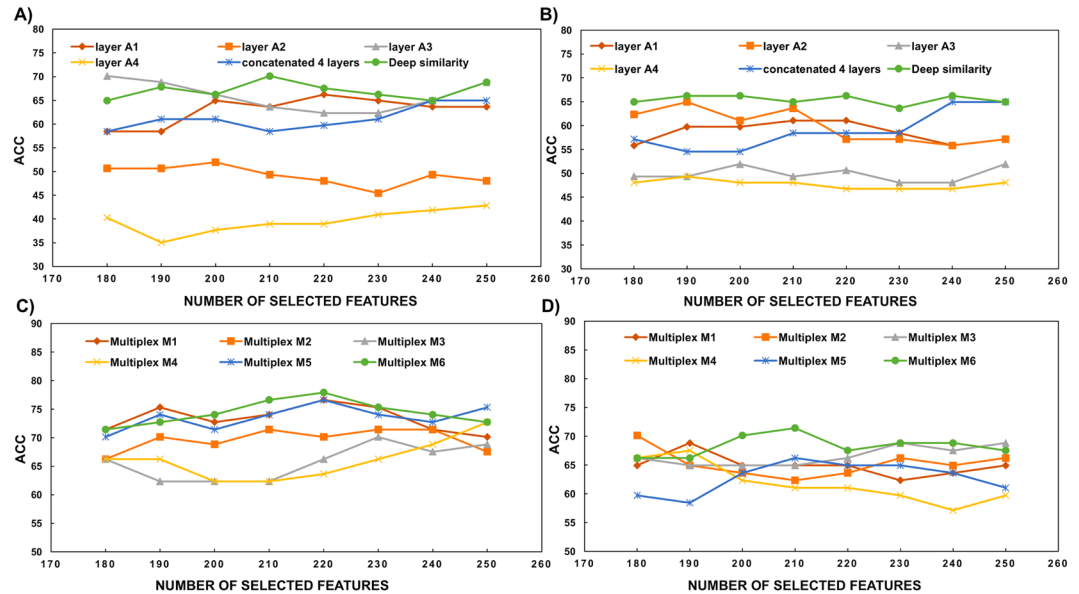 A)
80
75
70
65
60
55
50
45
40
35
30
ACC
layer A1 layer A2 layer A3
layer A4 concatenated 4 layers Deep similarity
170 180 190 200 210 220 230 240 250 260
NUMBER OF SELECTED FEATURES
B)
80
75
70
65
60
55
50
45
40
35
30
ACC
layer A1 layer A2 layer A3
layer A4 concatenated 4 layers Deep similarity
170 180 190 200 210 220 230 240 250 260
NUMBER OF SELECTED FEATURES
C)
90
85
80
75
70
65
60
55
50
ACC
Multiplex M1 Multiplex M2 Multiplex M3
Multiplex M4 Multiplex M5 Multiplex M6
170 180 190 200 210 220 230 240 250 260
NUMBER OF SELECTED FEATURES
D)
90
85
80
75
70
65
60
55
50
ACC
Multiplex M1 Multiplex M2 Multiplex M3
Multiplex M4 Multiplex M5 Multiplex M6
170 180 190 200 210 220 230 240 250 260
NUMBER OF SELECTED FEATURES